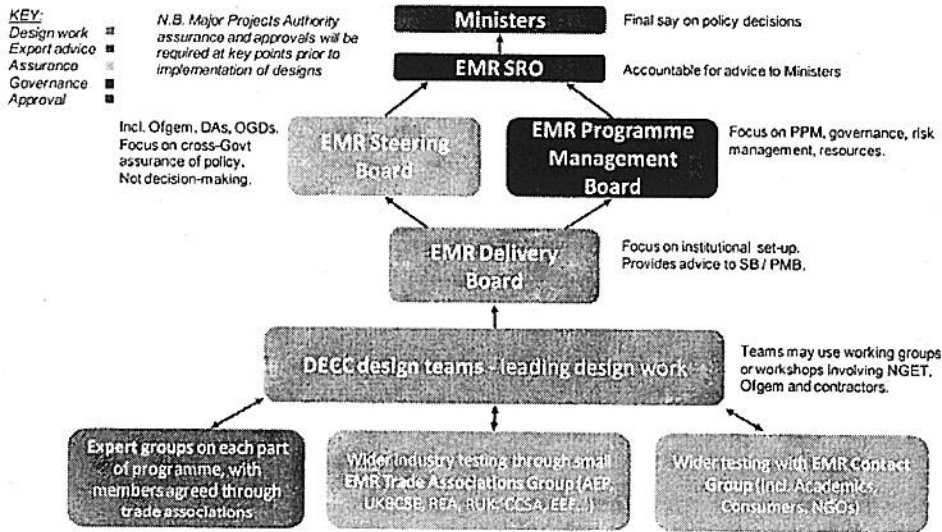 KEY:
Design work
Expert advice
Assurance
Governance
Approval
N.B. Major Projects Authority
assurance and approvals will be
required at key points prior to
implementation of designs
Ministers
Final say on policy decisions
EMR SRO
Accountable for advice to Ministers
Incl. Ofgem, DAs, OGDs.
Focus on cross-Govt
assurance of policy.
Not decision-making.
EMR Steering
Board
EMR Programme
Management
Board
Focus on PPM, governance, risk
management, resources.
EMR Delivery
Board
Focus on institutional set-up.
Provides advice to SB / PMB.
DECC design teams - leading design work
Teams may use working groups
or workshops involving NGET,
Ofgem and contractors.
Expert groups on each part
of programme, with
members agreed through
trade associations
Wider industry testing through small
EMR Trade Associations Group (AEP,
UKBCSE, REA, RUK, CCSA, EEF...)
Wider testing with EMR Contact
Group (Incl. Academics,
Consumers, NGOs)